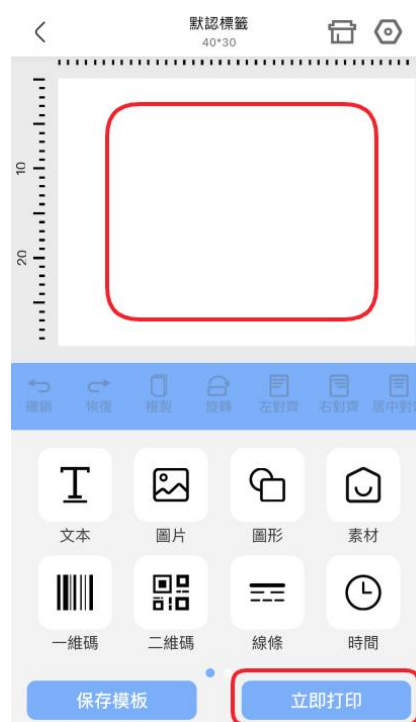 默認標籤
40*30
10
20
撤銷 恢復 複製 旋轉 左對齊 右對齊 居中對
文本 圖片 圖形 素材
一維碼 二維碼 線條 時間
保存模板 立即打印